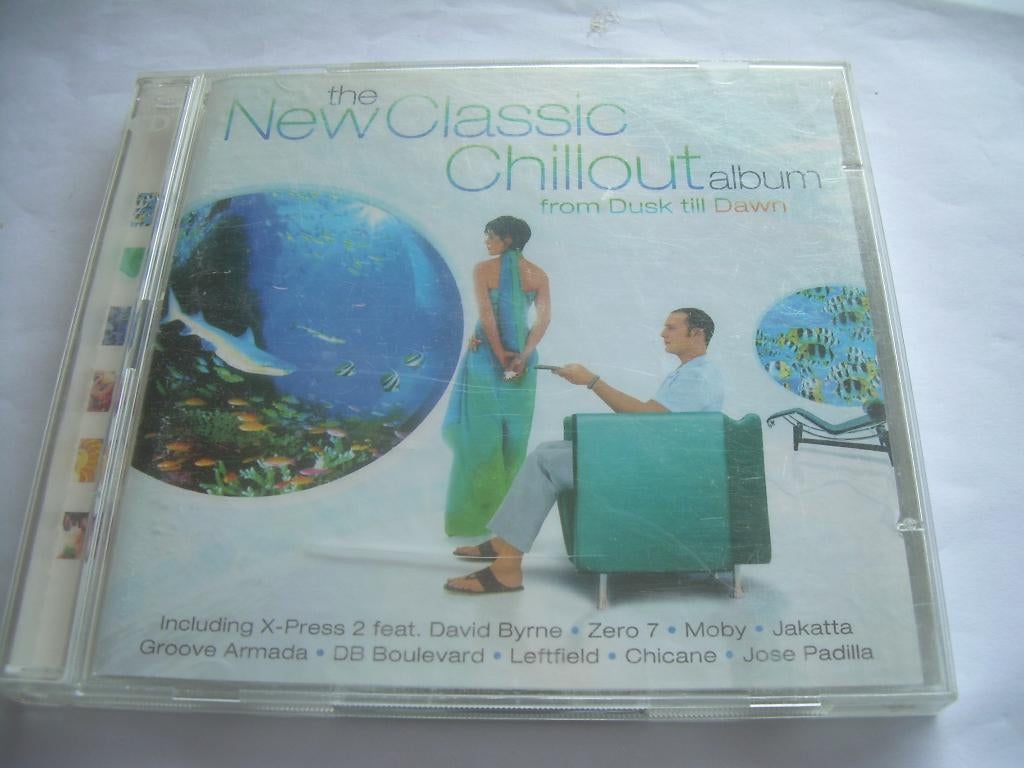 the
New Classic
Chillout album
from Dusk till Dawn
Including X-Press 2 feat. David Byrne • Zero 7 • Moby • Jakatta
Groove Armada • DB Boulevard • Leftfield • Chicane • Jose Padilla